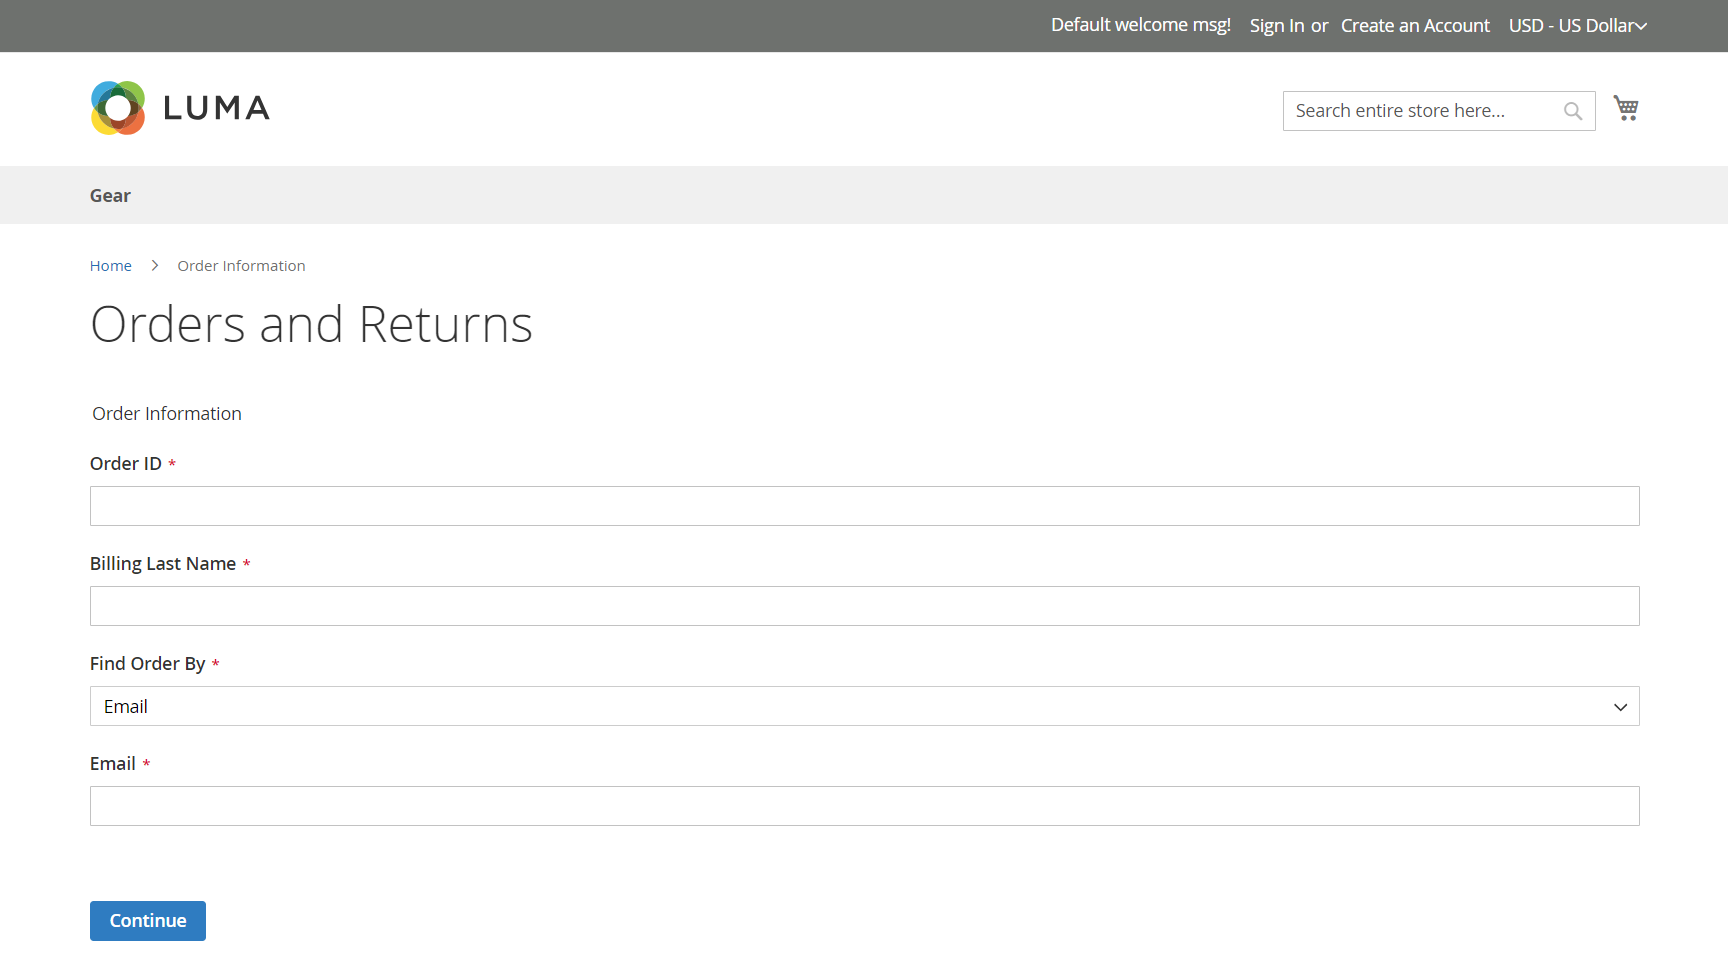 Default welcome msg! Sign In or Create an Account USD - US Dollar
LUMA
Search entire store here...
Gear
Home > Order Information
Orders and Returns
Order Information
Order ID *
Billing Last Name *
Find Order By *
Email
Email *
Continue